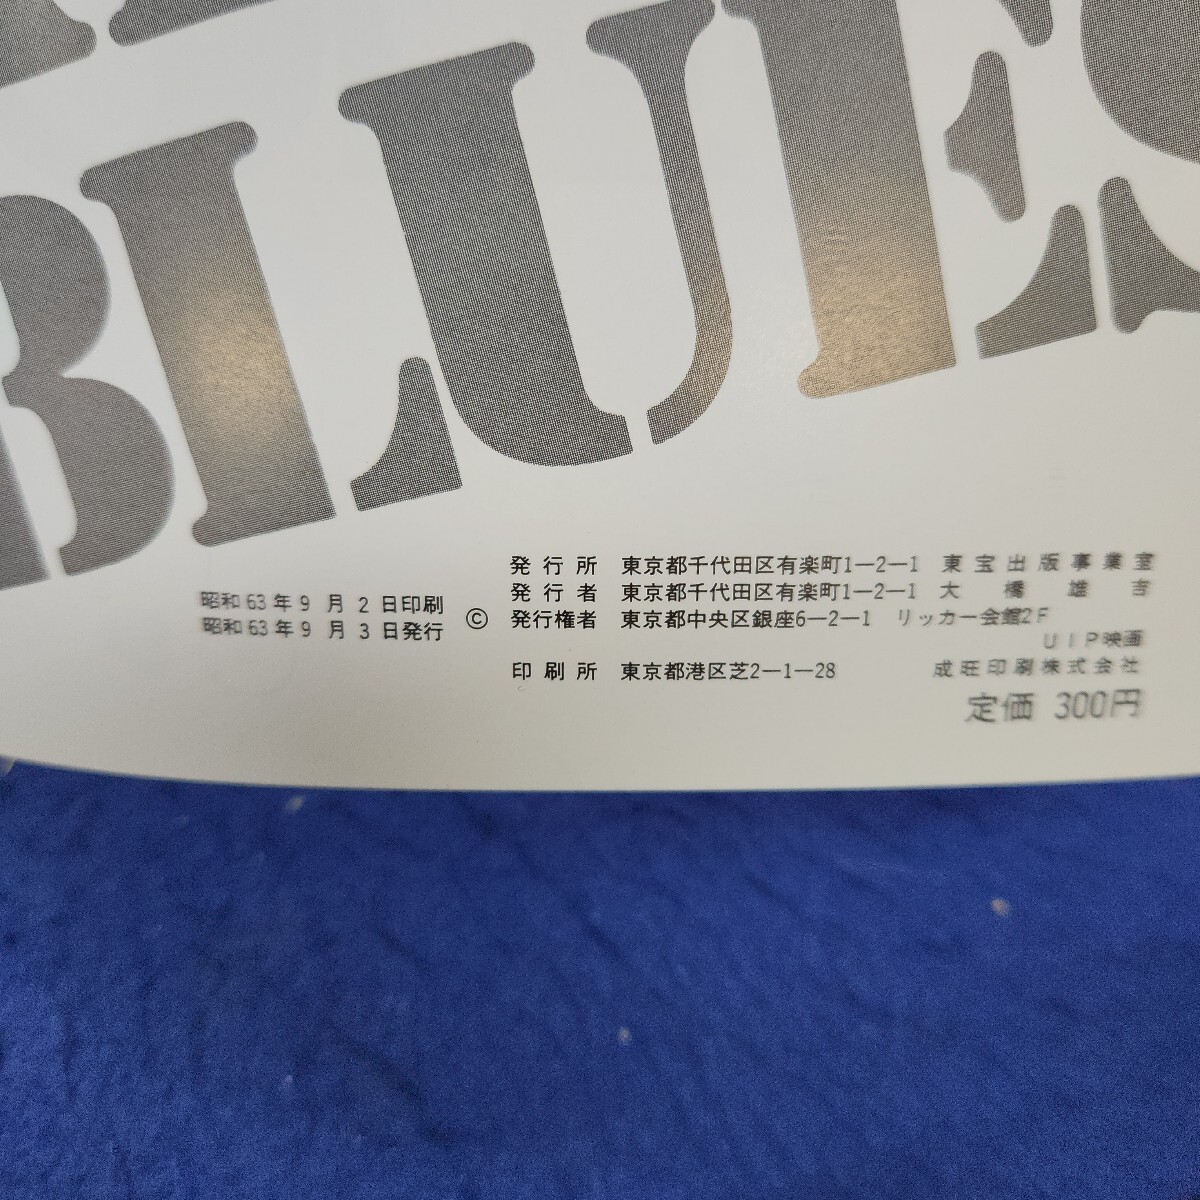 BLUES
昭和63年9月2日印刷
昭和63年9月3日発行
発行所 東京都千代田区有楽町1-2-1 東宝出版事業室
発行者 東京都千代田区有楽町1-2-1 大橋雄吉
© 発行権者 東京都中央区銀座6-2-1 リッカー会館2F
UIP映画
印刷所 東京都港区芝2-1-28 成旺印刷株式会社
定価 300円